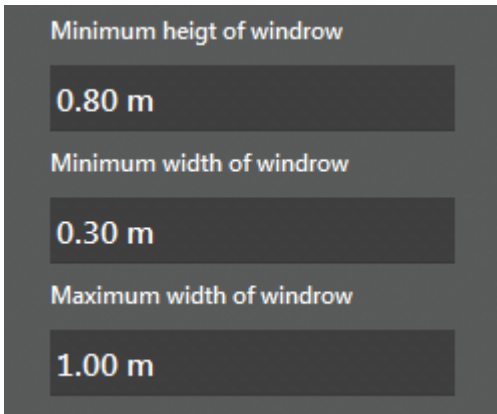 Minimum heigt of windrow
0.80 m
Minimum width of windrow
0.30 m
Maximum width of windrow
1.00 m